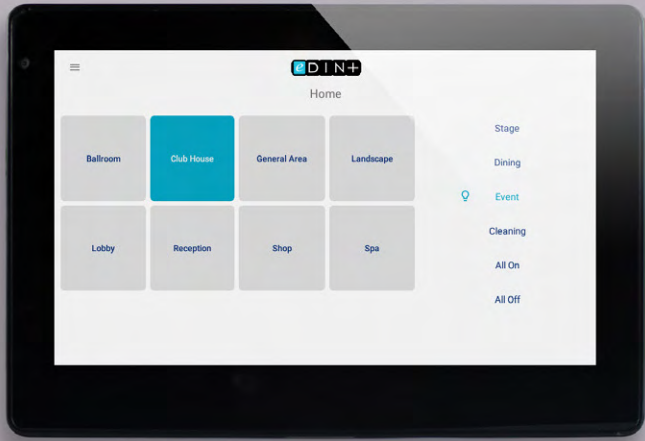 eDIN+
Home
Ballroom
Club House
General Area
Landscape
Lobby
Reception
Shop
Spa
Stage
Dining
Event
Cleaning
All On
All Off